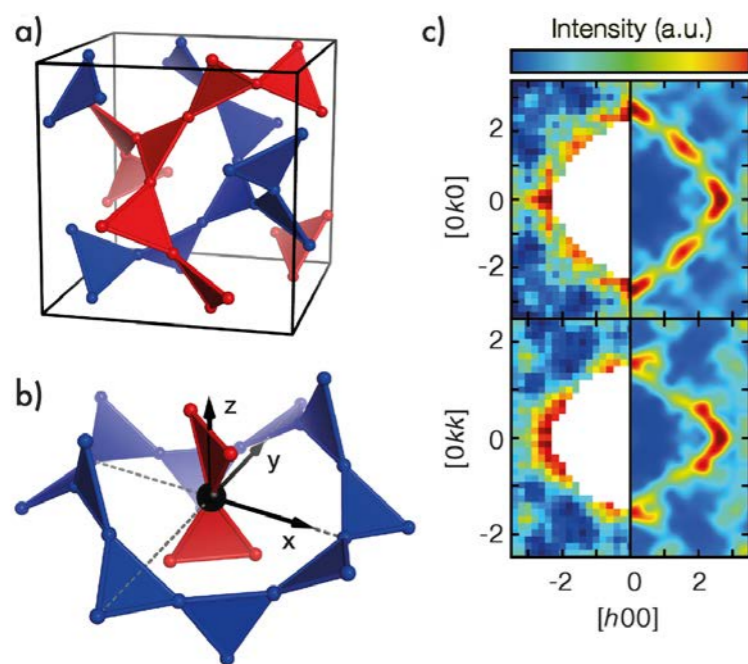 a)
b)
z
y
x
c)
Intensity (a.u.)
[0k0]
2
0
-2
[0kk]
2
0
-2
-2 0 2
[h00]